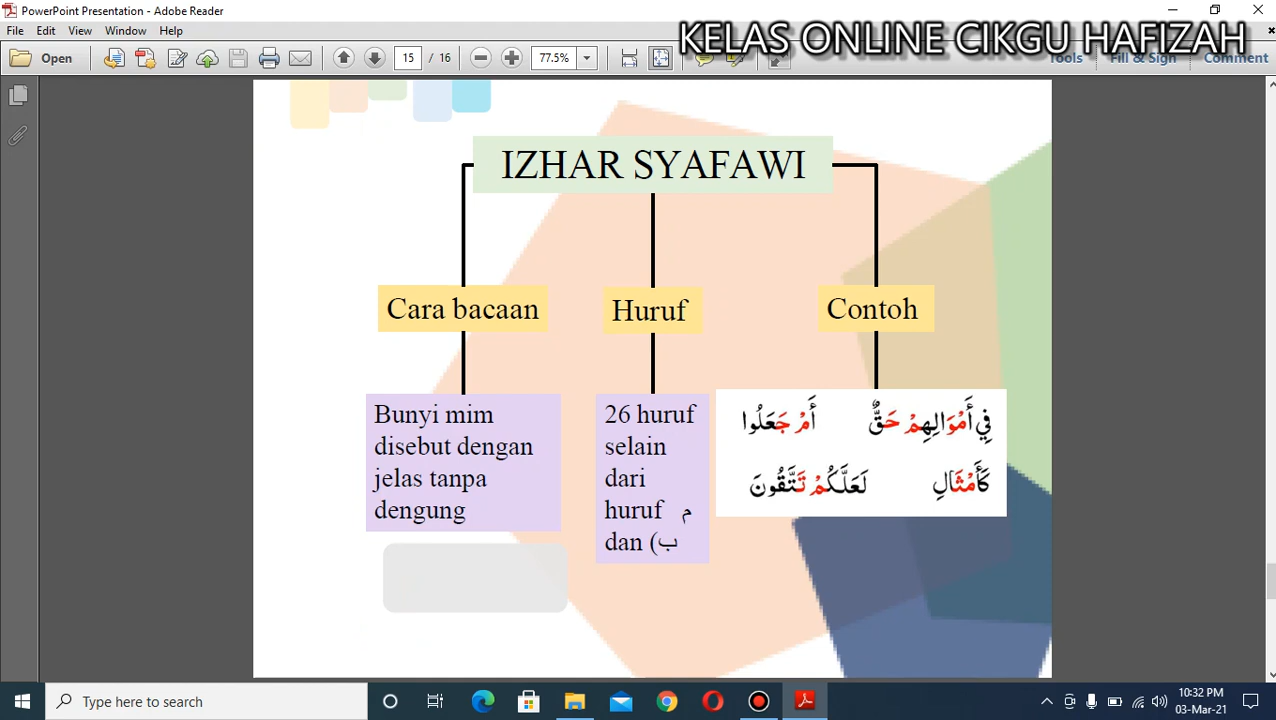 PowerPoint Presentation - Adobe Reader
File Edit View Window Help
KELAS ONLINE CIKGU HAFIZAH
Open 15 / 16 77.5% Tools Fill & Sign Comment
IZHAR SYAFAWI
Cara bacaan
Huruf
Contoh
Bunyi mim
disebut dengan
jelas tanpa
dengung
26 huruf
selain
dari
huruf م
dan (ب
فِي أَمْوَالِهِمْ حَقٌّ
أَمْ جَعَلُوا
كَأَمْثَالِ
لَعَلَّكُمْ تَتَّقُونَ
Type here to search
10:32 PM
03-Mar-21